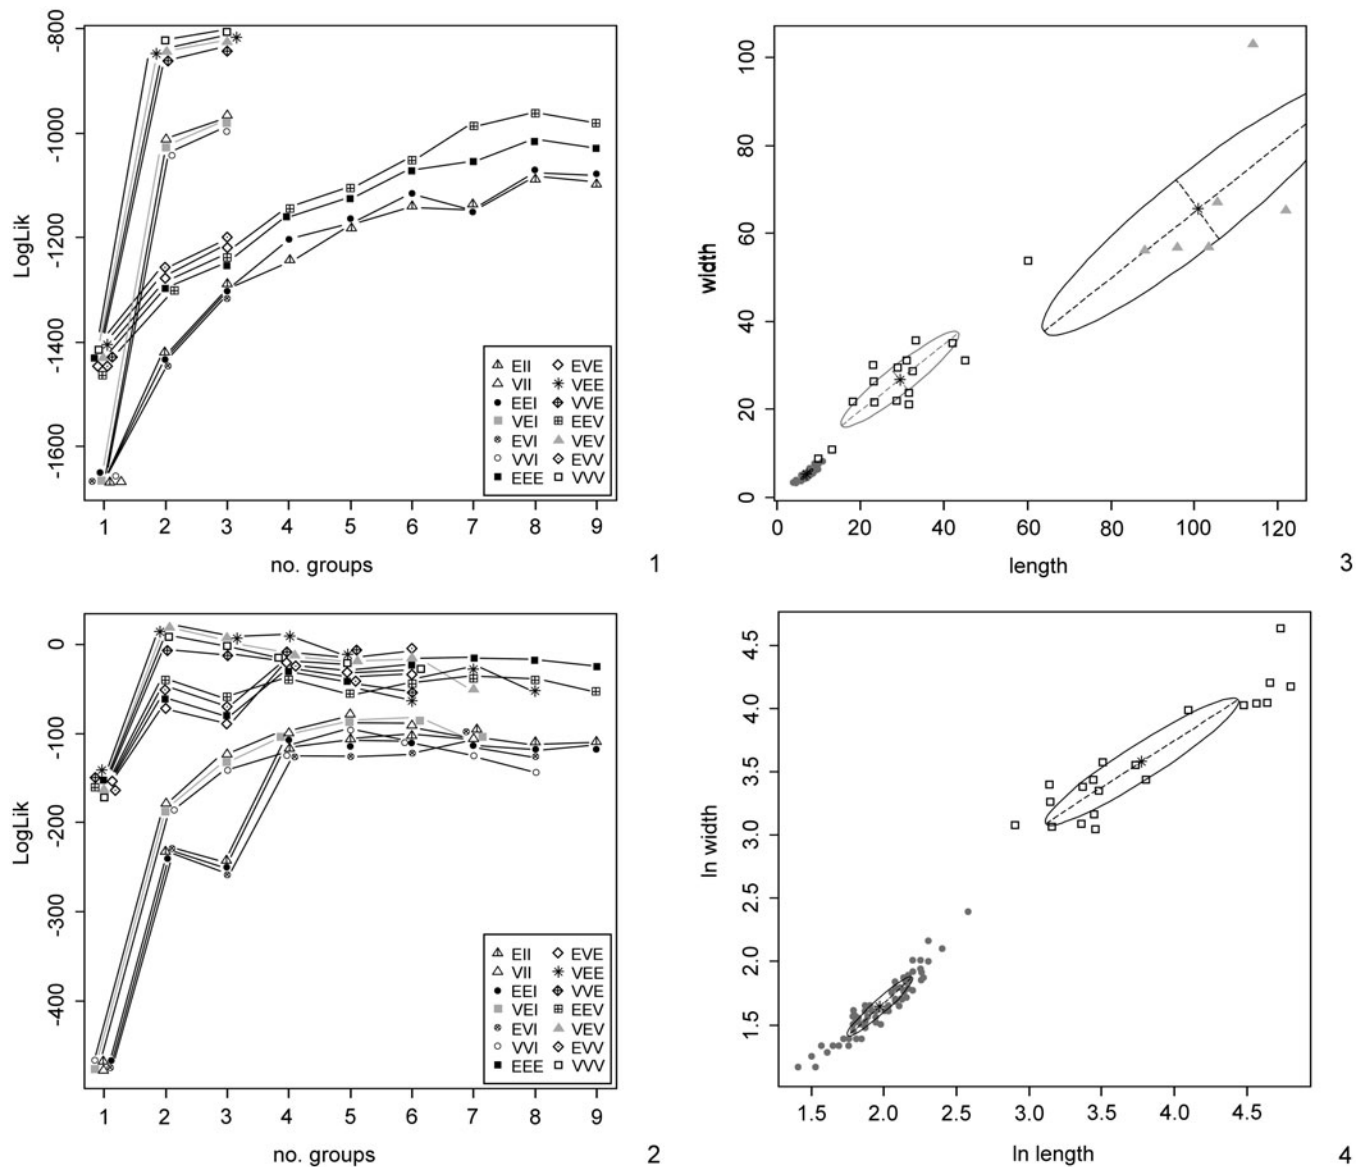 LogLik
-800
-1000
-1200
-1400
-1600
EII EVE
VII VEE
EEI VVE
VEI EEV
EVI VEV
VVI EVV
EEE VVV
1 2 3 4 5 6 7 8 9
no. groups
1
width
100
80
60
40
20
0
0 20 40 60 80 100 120
length
3
LogLik
0
-100
-200
-300
-400
EII EVE
VII VEE
EEI VVE
VEI EEV
EVI VEV
VVI EVV
EEE VVV
1 2 3 4 5 6 7 8 9
no. groups
2
ln width
4.5
4.0
3.5
3.0
2.5
2.0
1.5
1.5 2.0 2.5 3.0 3.5 4.0 4.5
ln length
4